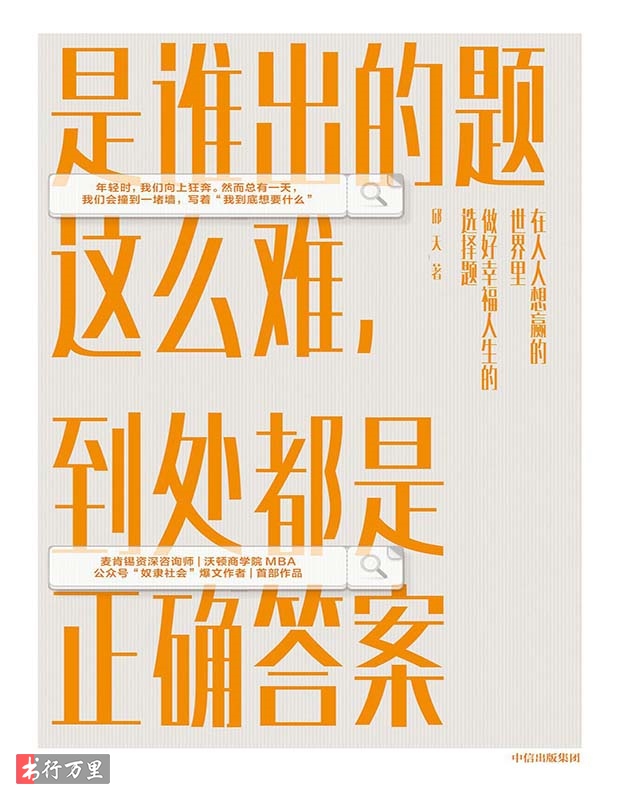 是谁出的题
年轻时，我们向上狂奔。然而总有一天，
我们会撞到一堵墙，写着“我到底想要什么”
这么难，
在人人想赢的
世界里
做好幸福人生的
选择题
邱天 著
到处都是
麦肯锡资深咨询师|沃顿商学院 MBA
公众号“奴隶社会”爆文作者|首部作品
正确答案
中信出版集团
书行万里